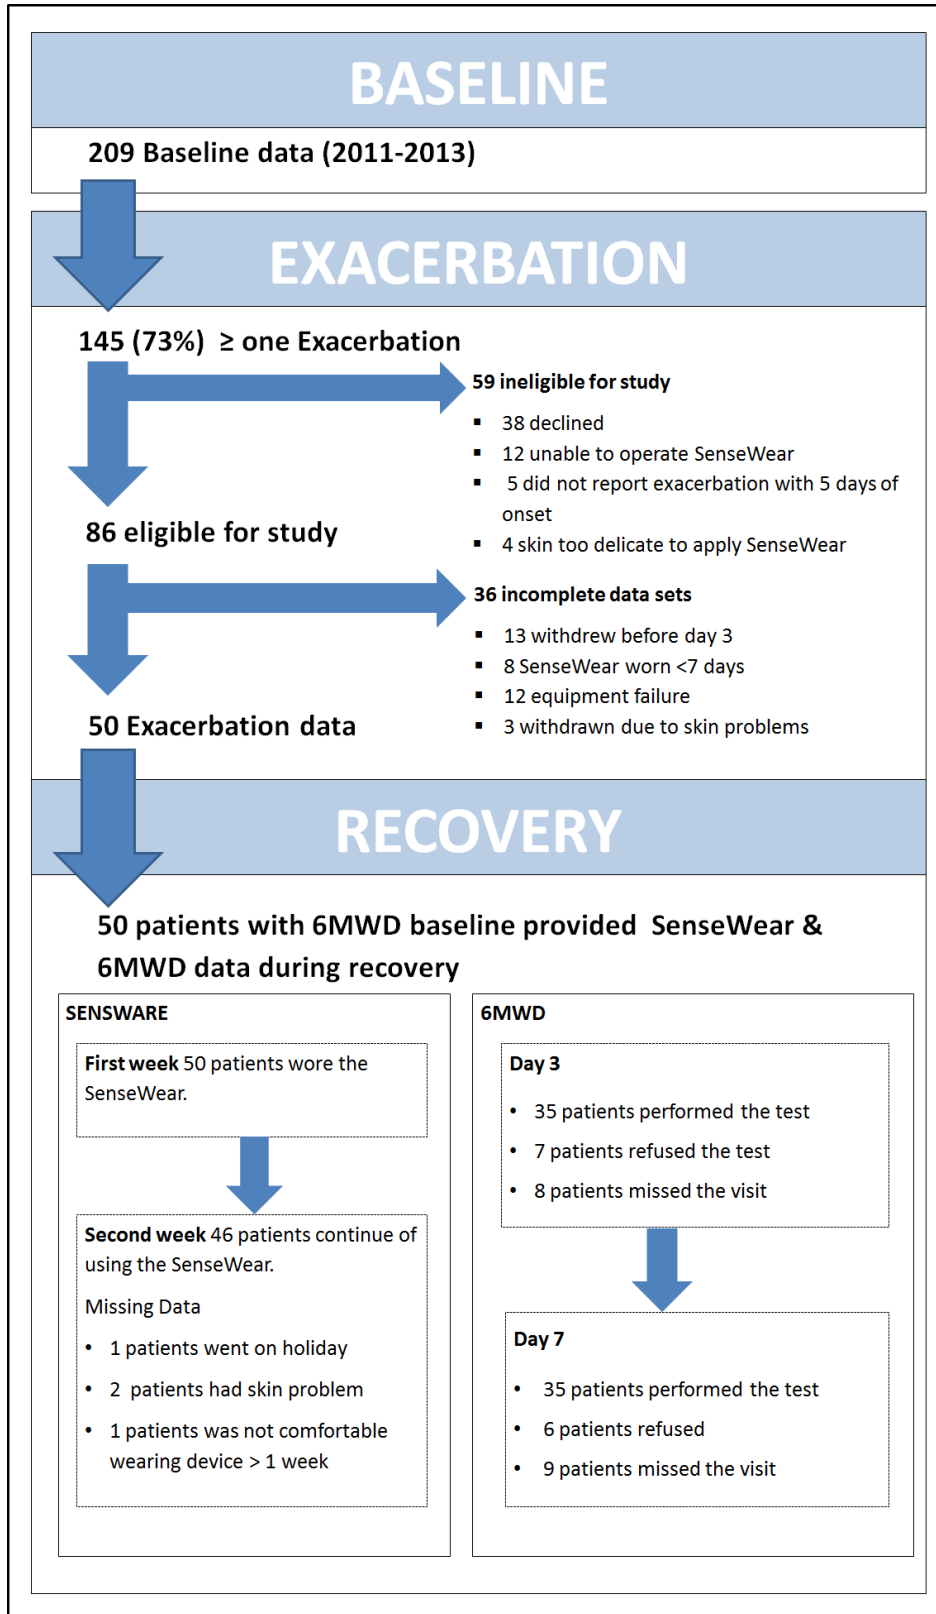 BASELINE
209 Baseline data (2011-2013)
EXACERBATION
145 (73%) ≥ one Exacerbation
59 ineligible for study
▪ 38 declined
▪ 12 unable to operate SenseWear
▪ 5 did not report exacerbation with 5 days of
onset
▪ 4 skin too delicate to apply SenseWear
86 eligible for study
36 incomplete data sets
▪ 13 withdrew before day 3
▪ 8 SenseWear worn <7 days
▪ 12 equipment failure
▪ 3 withdrawn due to skin problems
50 Exacerbation data
RECOVERY
50 patients with 6MWD baseline provided SenseWear &
6MWD data during recovery
SENSWARE
First week 50 patients wore the
SenseWear.
Second week 46 patients continue of
using the SenseWear.
Missing Data
• 1 patients went on holiday
• 2 patients had skin problem
• 1 patients was not comfortable
wearing device > 1 week
6MWD
Day 3
• 35 patients performed the test
• 7 patients refused the test
• 8 patients missed the visit
Day 7
• 35 patients performed the test
• 6 patients refused
• 9 patients missed the visit